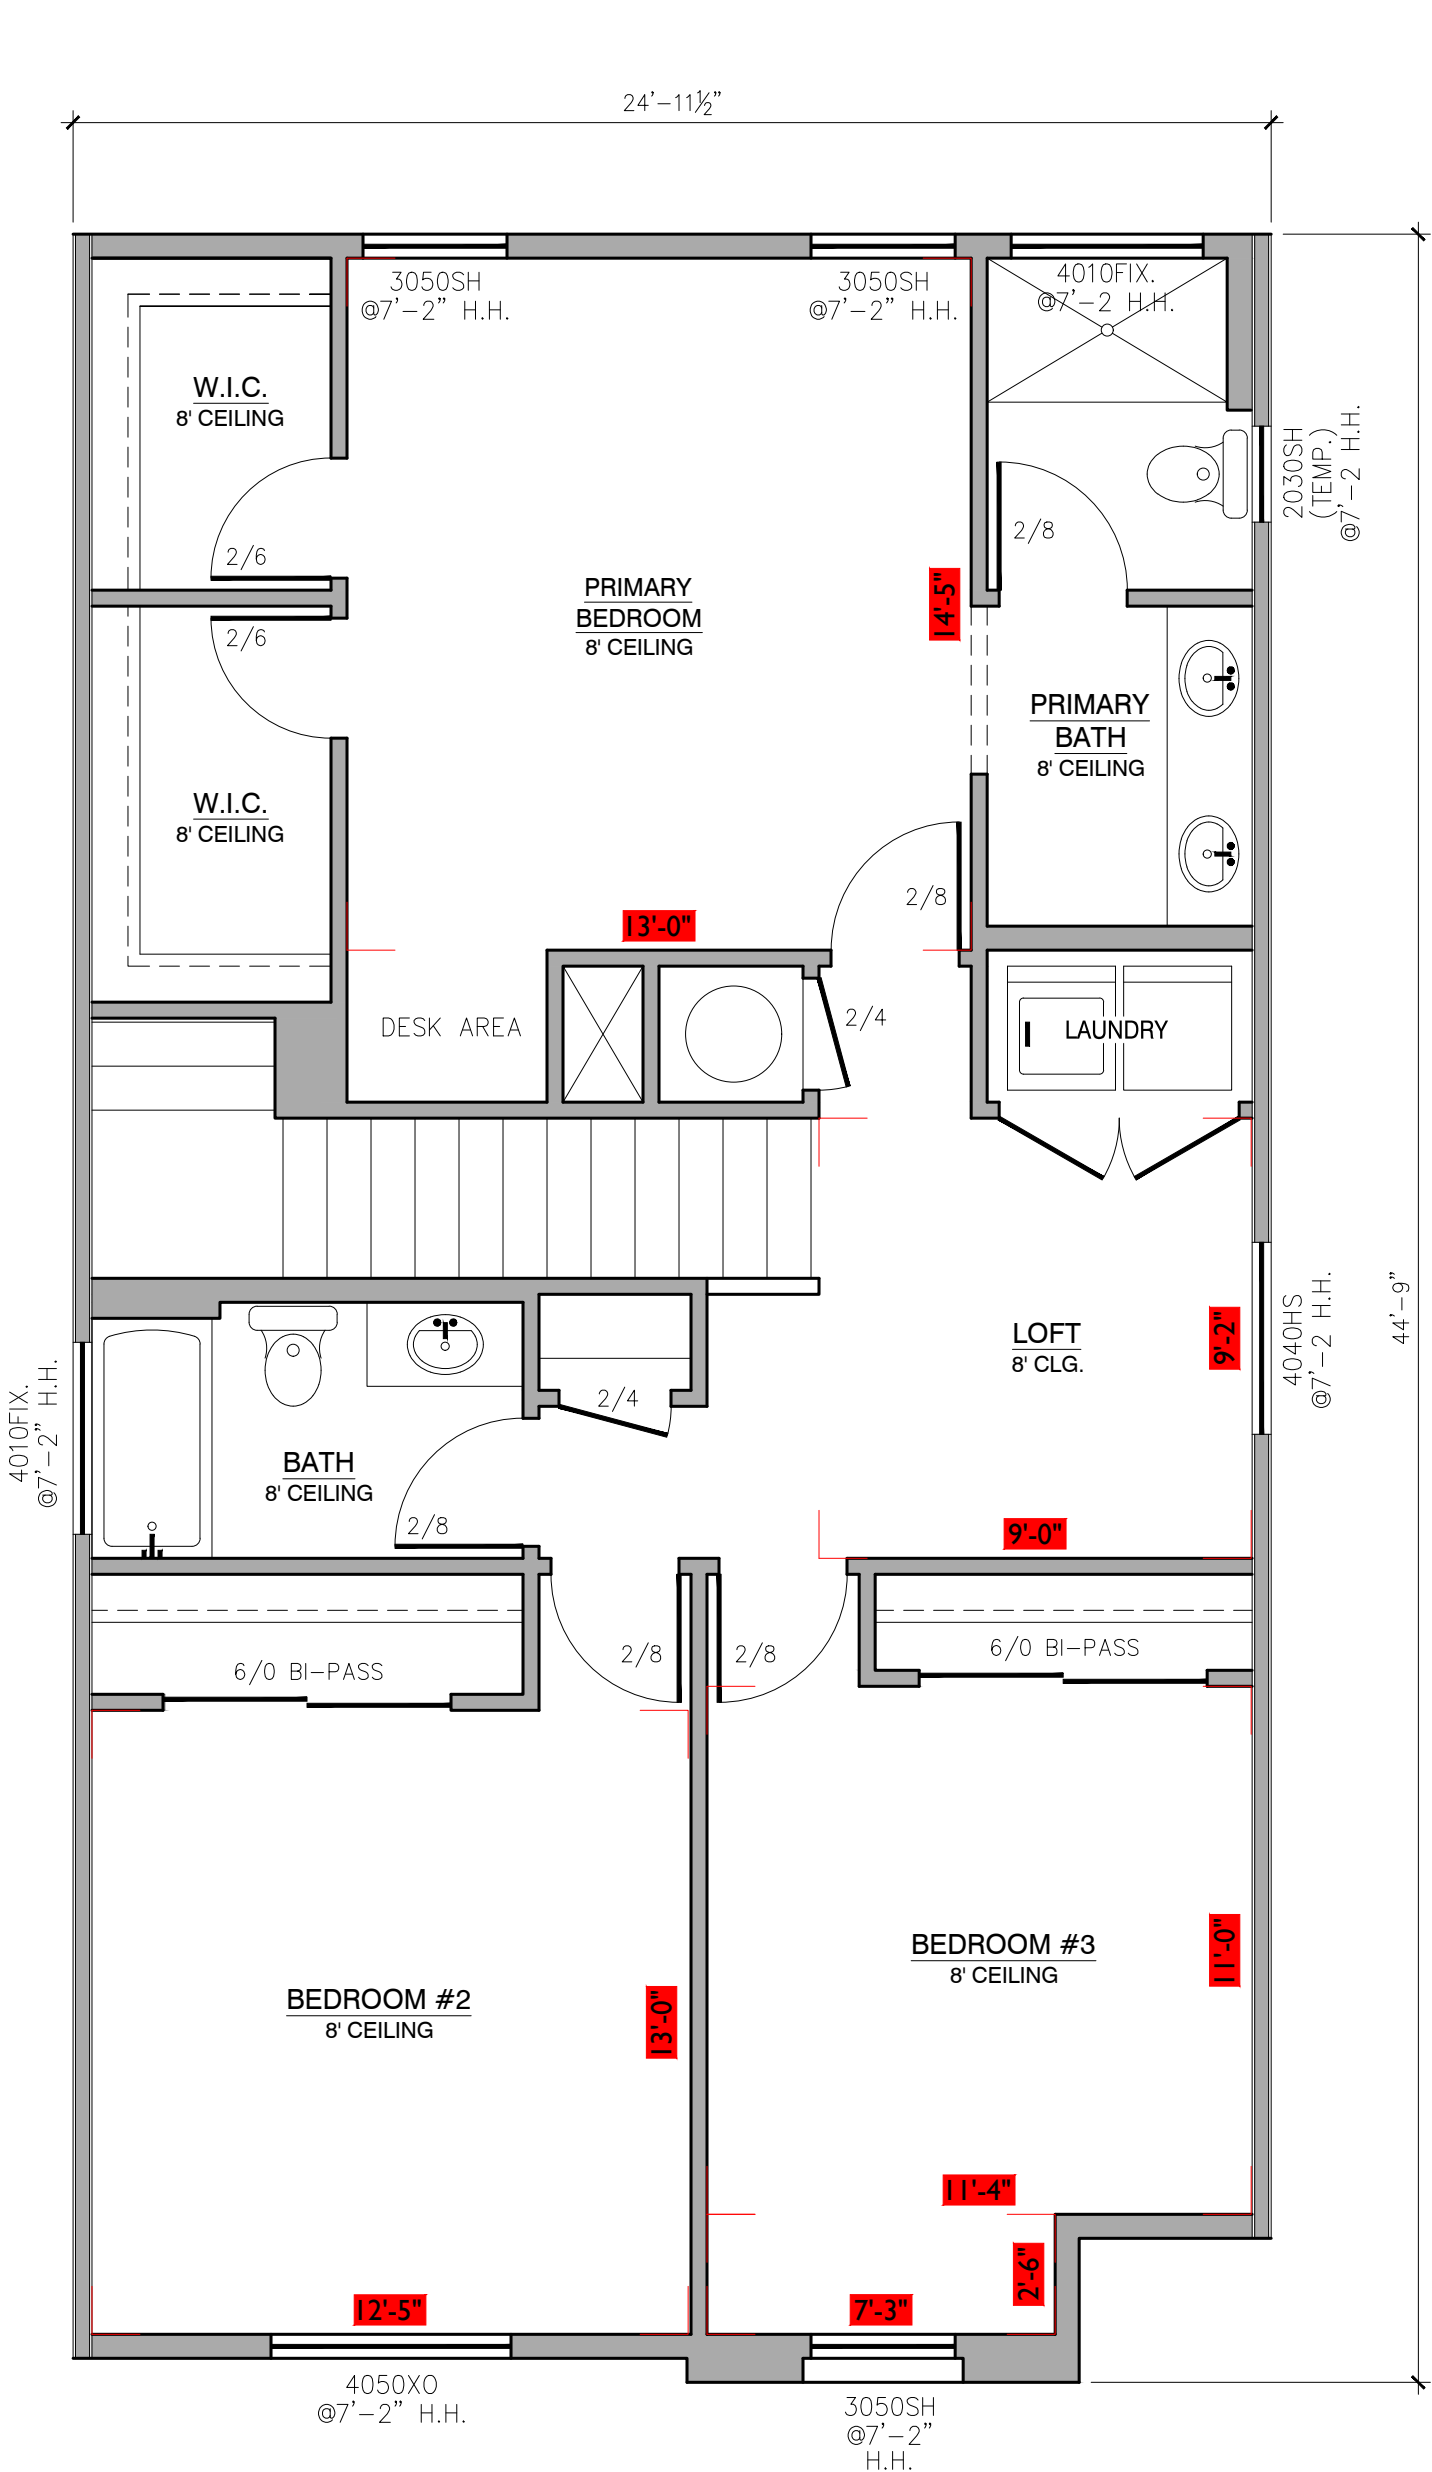 24'-11½"
3050SH
@7'-2" H.H.
3050SH
@7'-2" H.H.
4010FIX.
@7'-2 H.H.
W.I.C.
8' CEILING
2030SH
(TEMP.)
@7'-2 H.H.
2/6
2/8
PRIMARY
BEDROOM
8' CEILING
14'-5"
2/6
PRIMARY
BATH
8' CEILING
W.I.C.
8' CEILING
2/8
13'-0"
DESK AREA
2/4
LAUNDRY
LOFT
8' CLG.
9'-2"
4040HS
@7'-2 H.H.
44'-9"
4010FIX.
@7'-2" H.H.
2/4
BATH
8' CEILING
2/8
9'-0"
6/0 BI-PASS
2/8
2/8
6/0 BI-PASS
BEDROOM #3
8' CEILING
11'-0"
BEDROOM #2
8' CEILING
13'-0"
11'-4"
2'-6"
12'-5"
7'-3"
4050XO
@7'-2" H.H.
3050SH
@7'-2"
H.H.